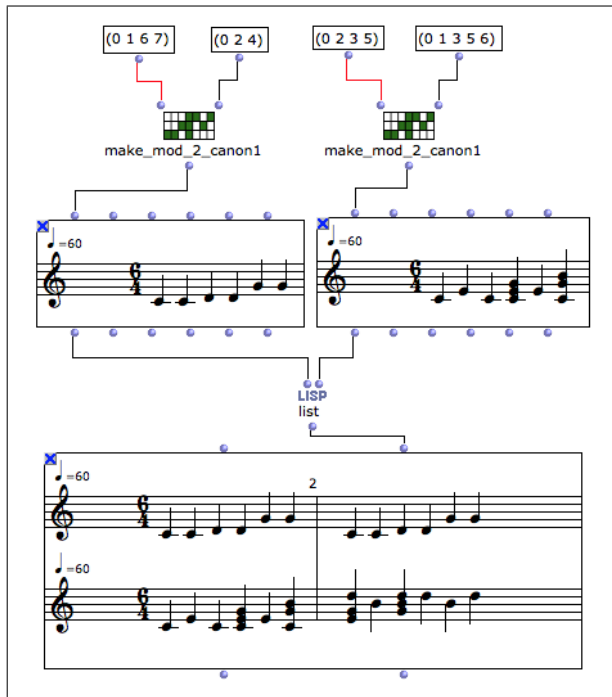 (0 1 6 7) (0 2 4) (0 2 3 5) (0 1 3 5 6)
make_mod_2_canon1 make_mod_2_canon1
=60 =60
6 6
4 4
LISP
list
=60
2
6
4
=60
6
4